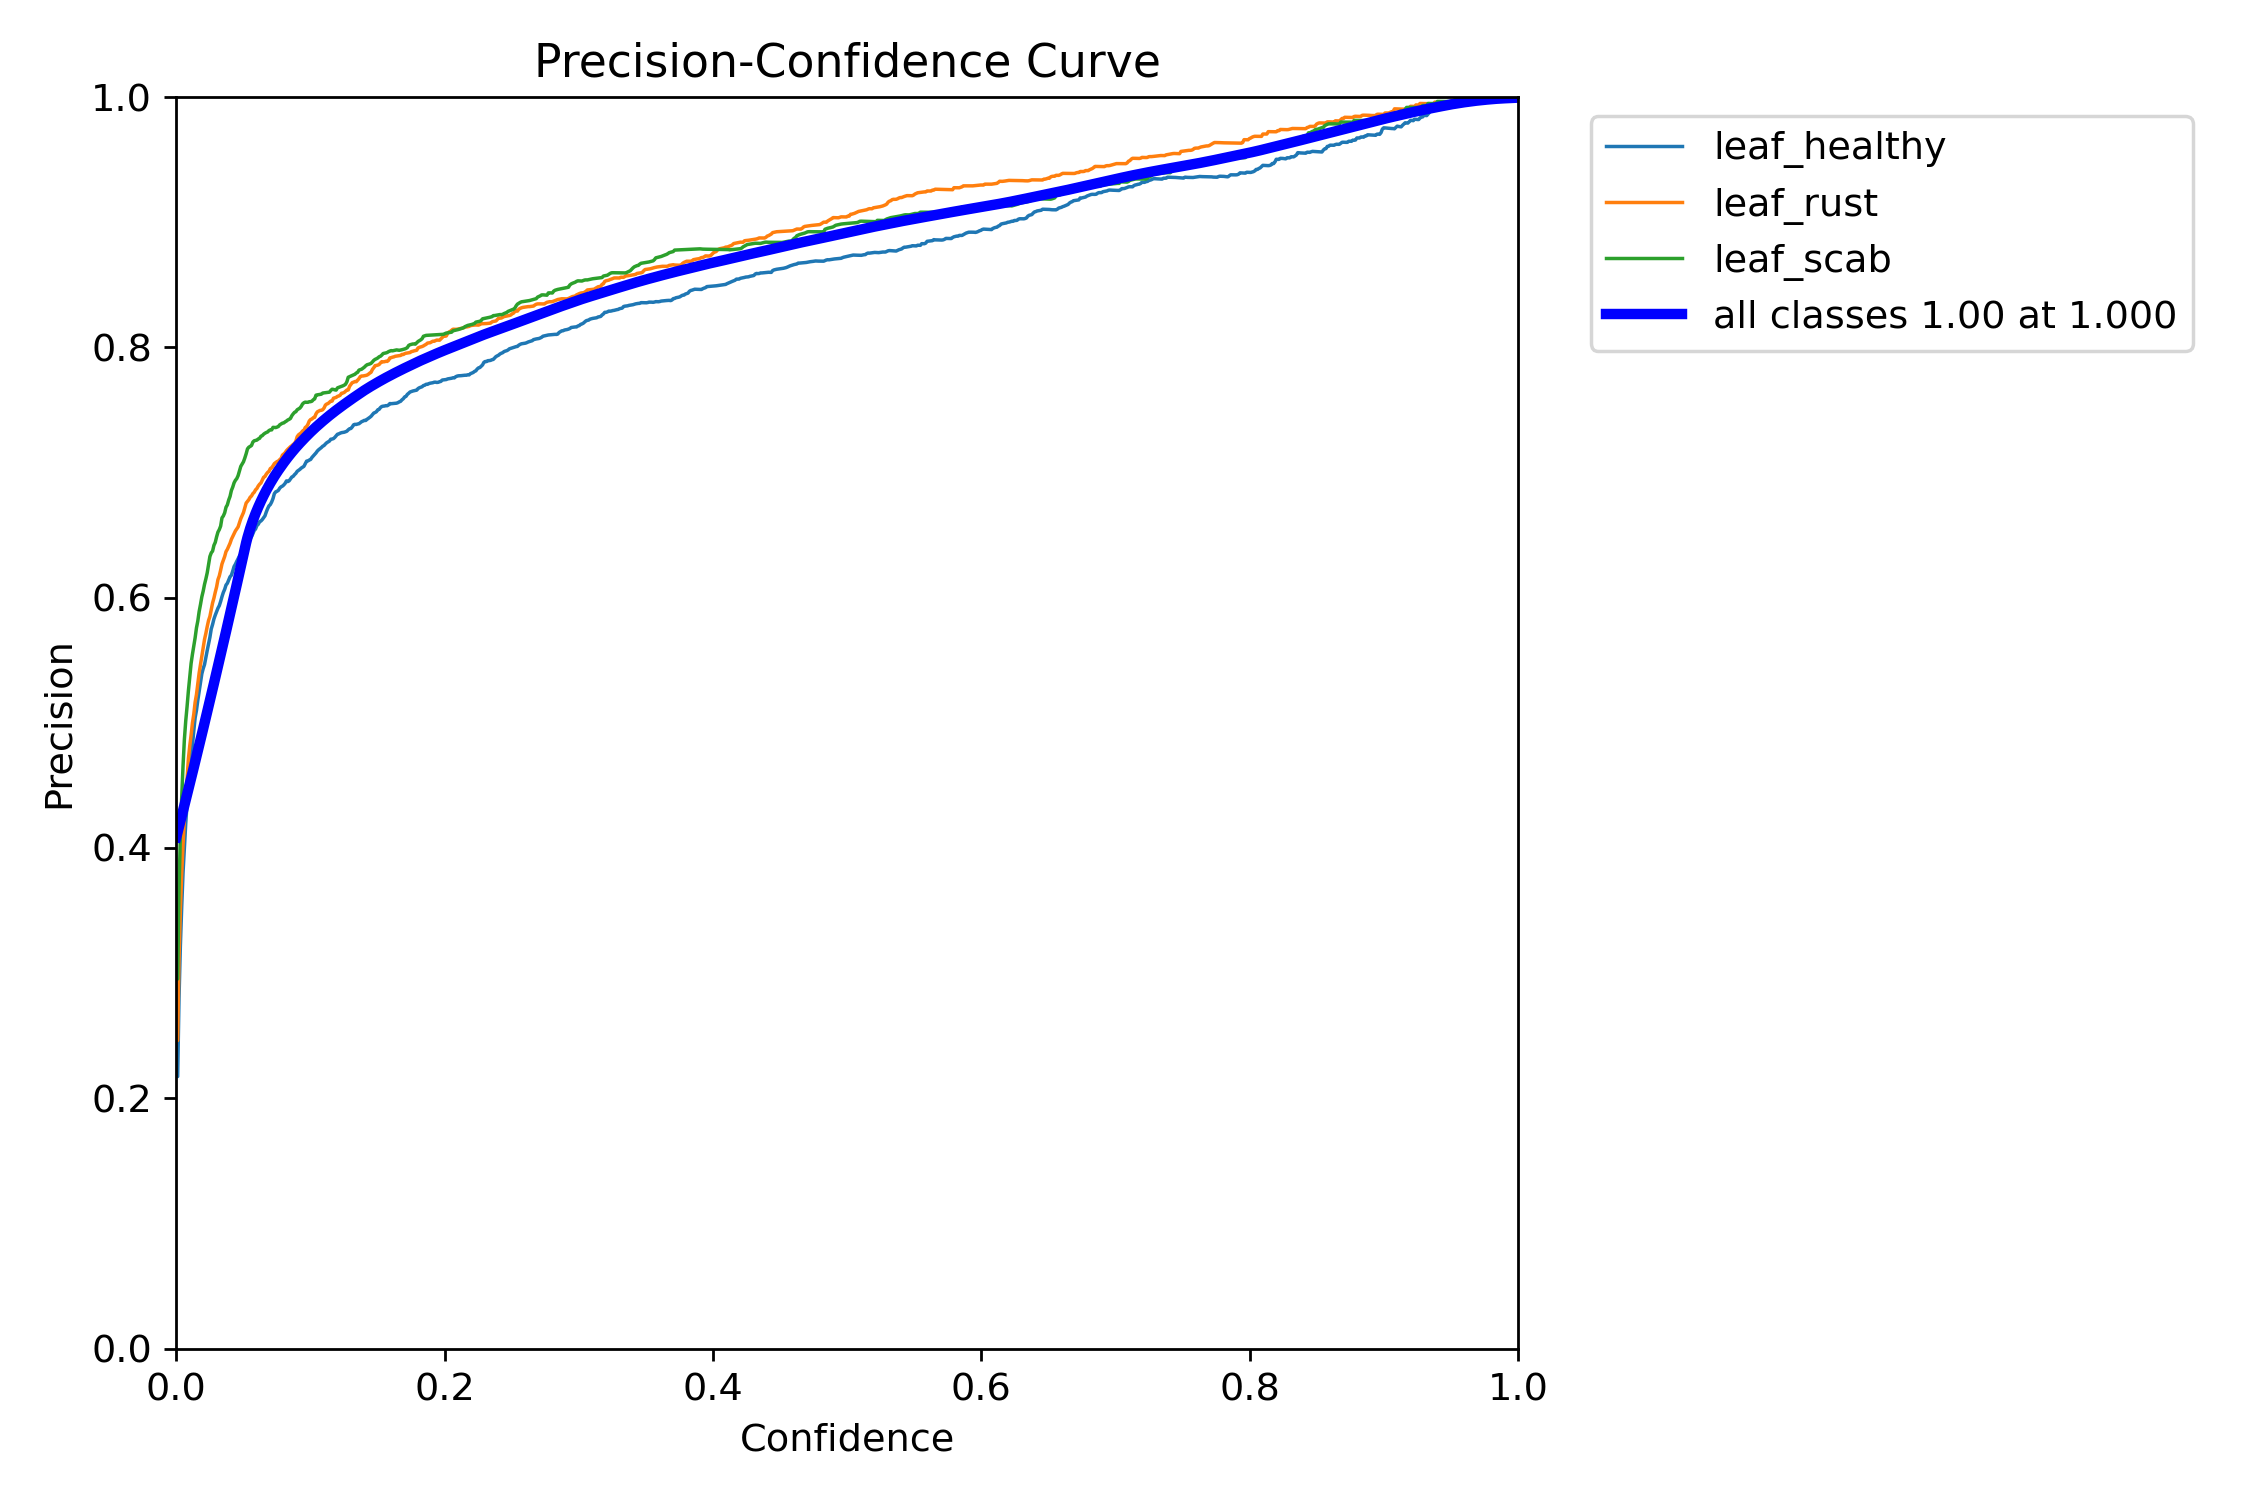 Precision-Confidence Curve
1.0
0.8
0.6
0.4
0.2
0.0
Precision
0.0 0.2 0.4 0.6 0.8 1.0
Confidence
leaf_healthy
leaf_rust
leaf_scab
all classes 1.00 at 1.000